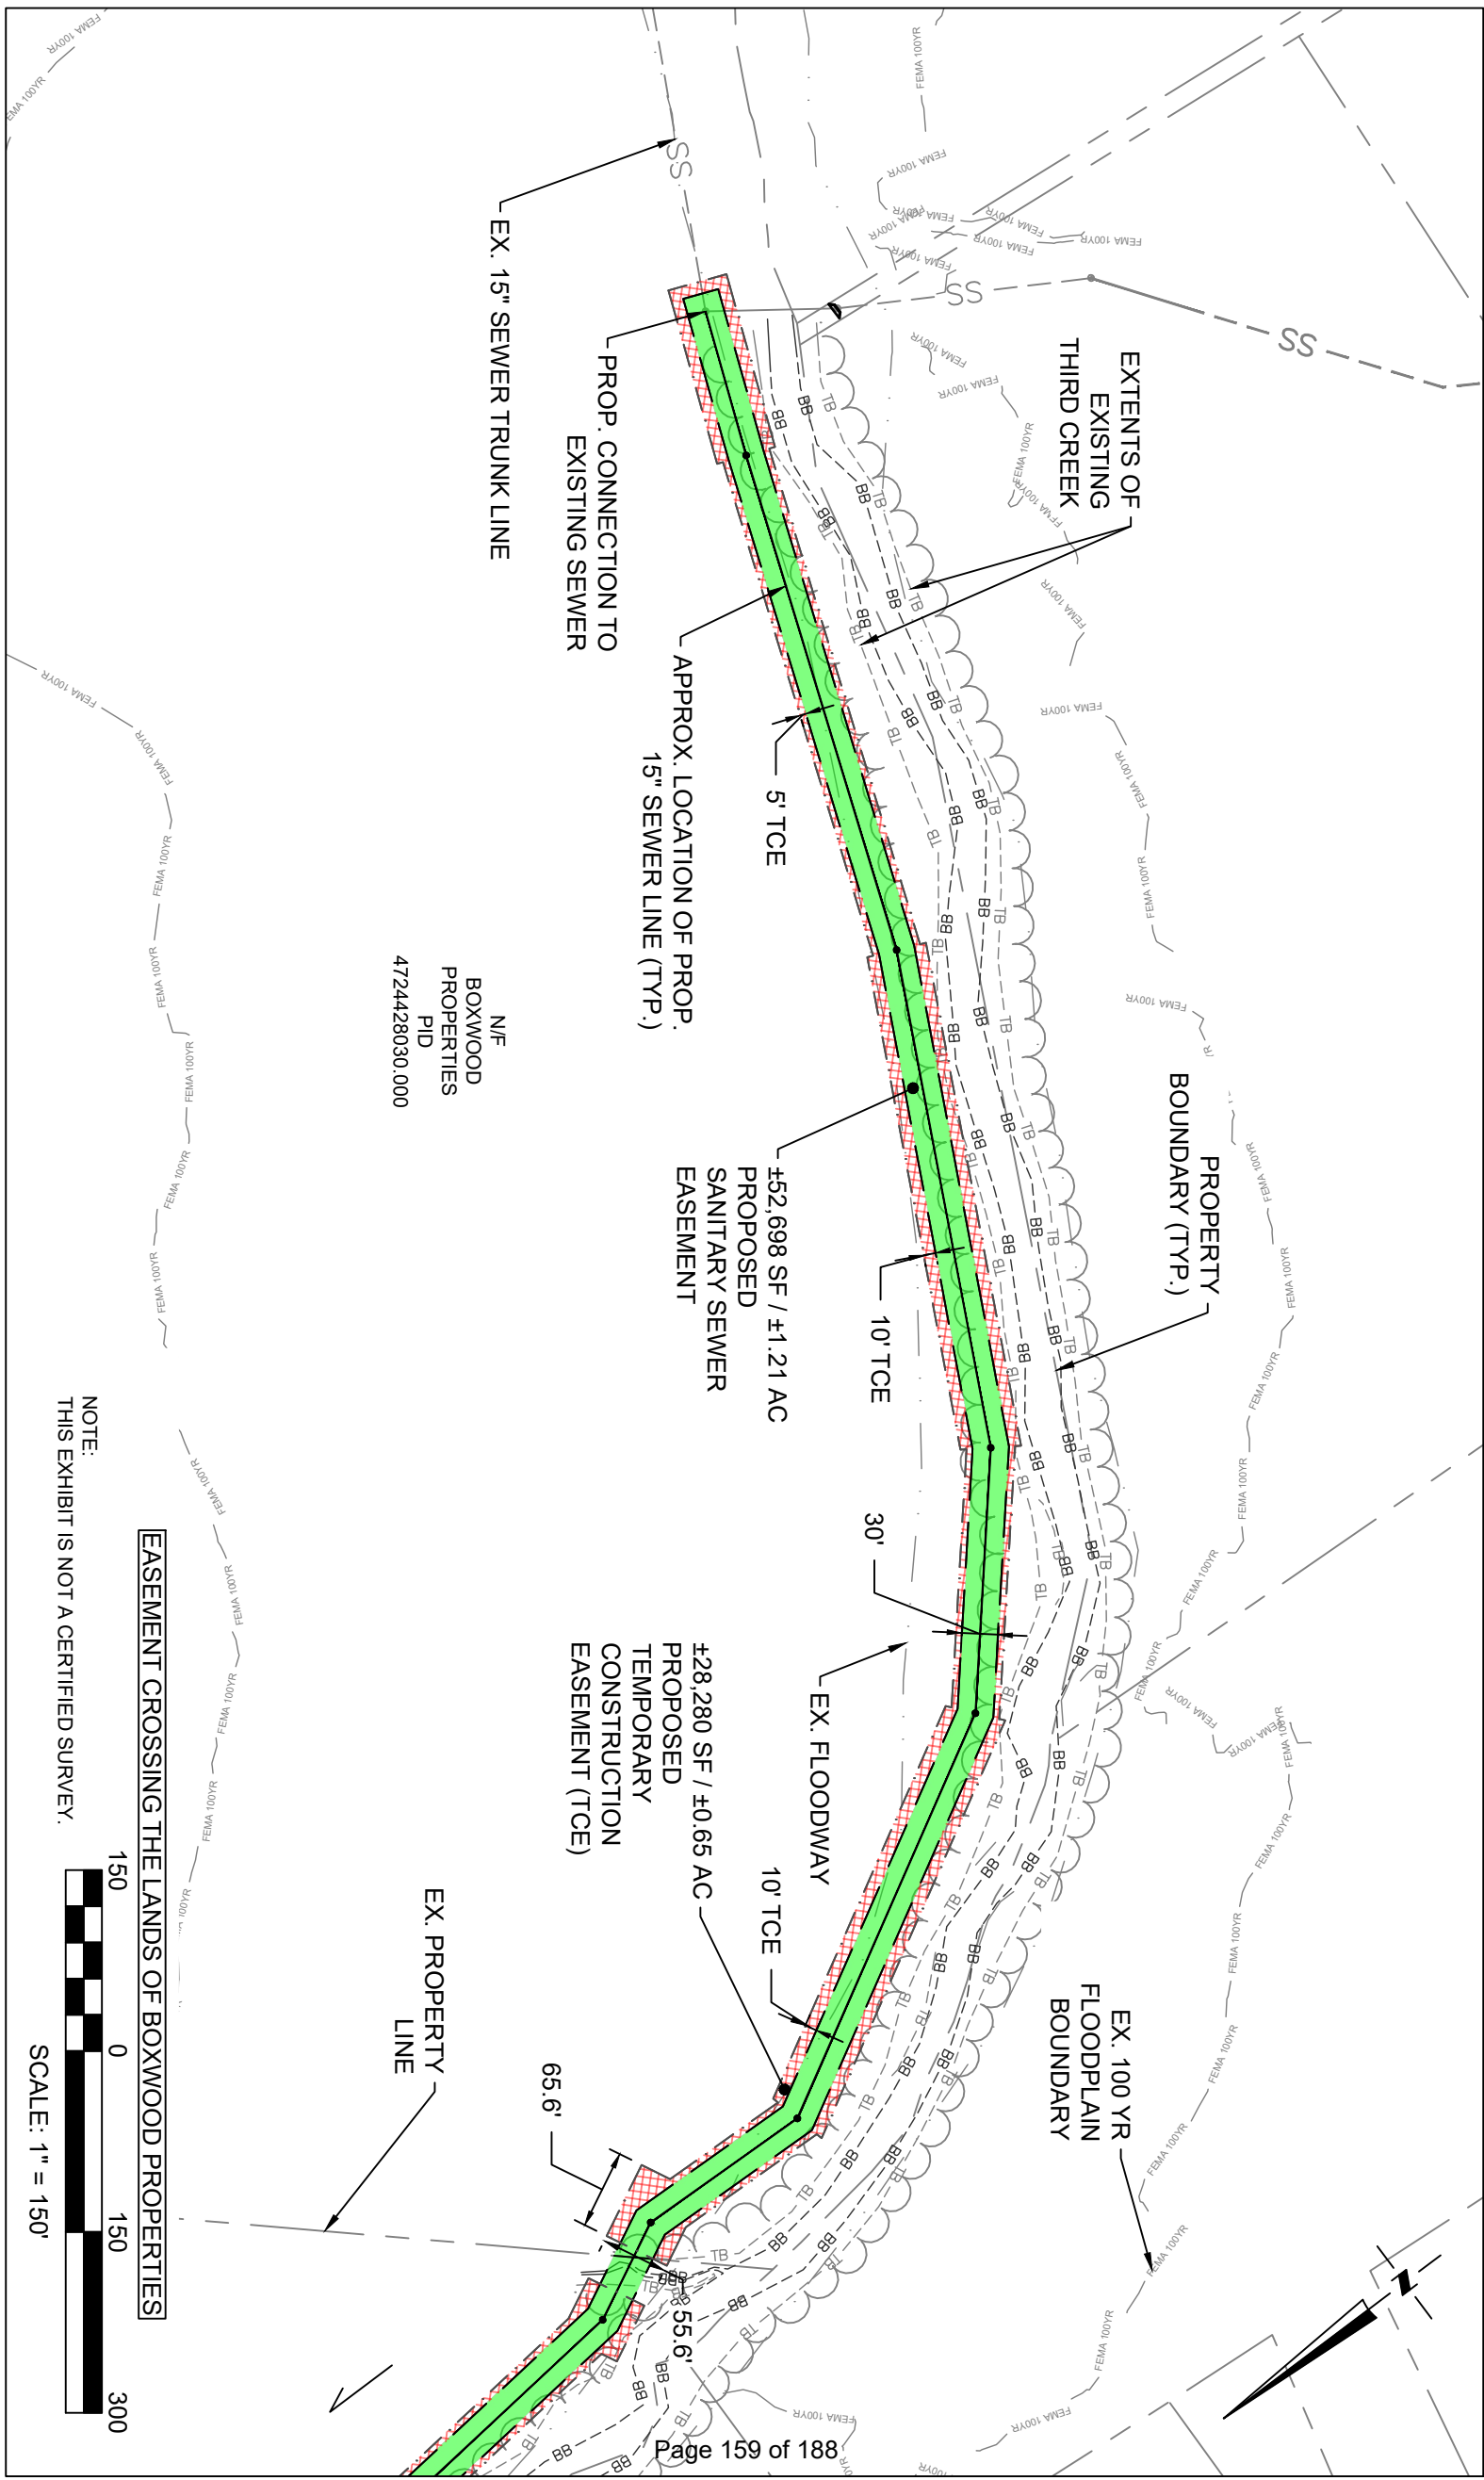 EX. 15" SEWER TRUNK LINE
PROP. CONNECTION TO
EXISTING SEWER
EXTENTS OF
EXISTING
THIRD CREEK
APPROX. LOCATION OF PROP.
15" SEWER LINE (TYP.)
5' TCE
N/F
BOXWOOD
PROPERTIES
PID
4724428030.000
PROPERTY
BOUNDARY (TYP.)
±52,698 SF / ±1.21 AC
PROPOSED
SANITARY SEWER
EASEMENT
10' TCE
30'
EX. FLOODWAY
±28,280 SF / ±0.65 AC
PROPOSED
TEMPORARY
CONSTRUCTION
EASEMENT (TCE)
10' TCE
EX. 100 YR
FLOODPLAIN
BOUNDARY
EX. PROPERTY
LINE
65.6'
55.6'
SS
SS
SS
FEMA 100YR
TB
BB
EASEMENT CROSSING THE LANDS OF BOXWOOD PROPERTIES
NOTE:
THIS EXHIBIT IS NOT A CERTIFIED SURVEY.
150 0 150 300
SCALE: 1" = 150'
Page 159 of 188